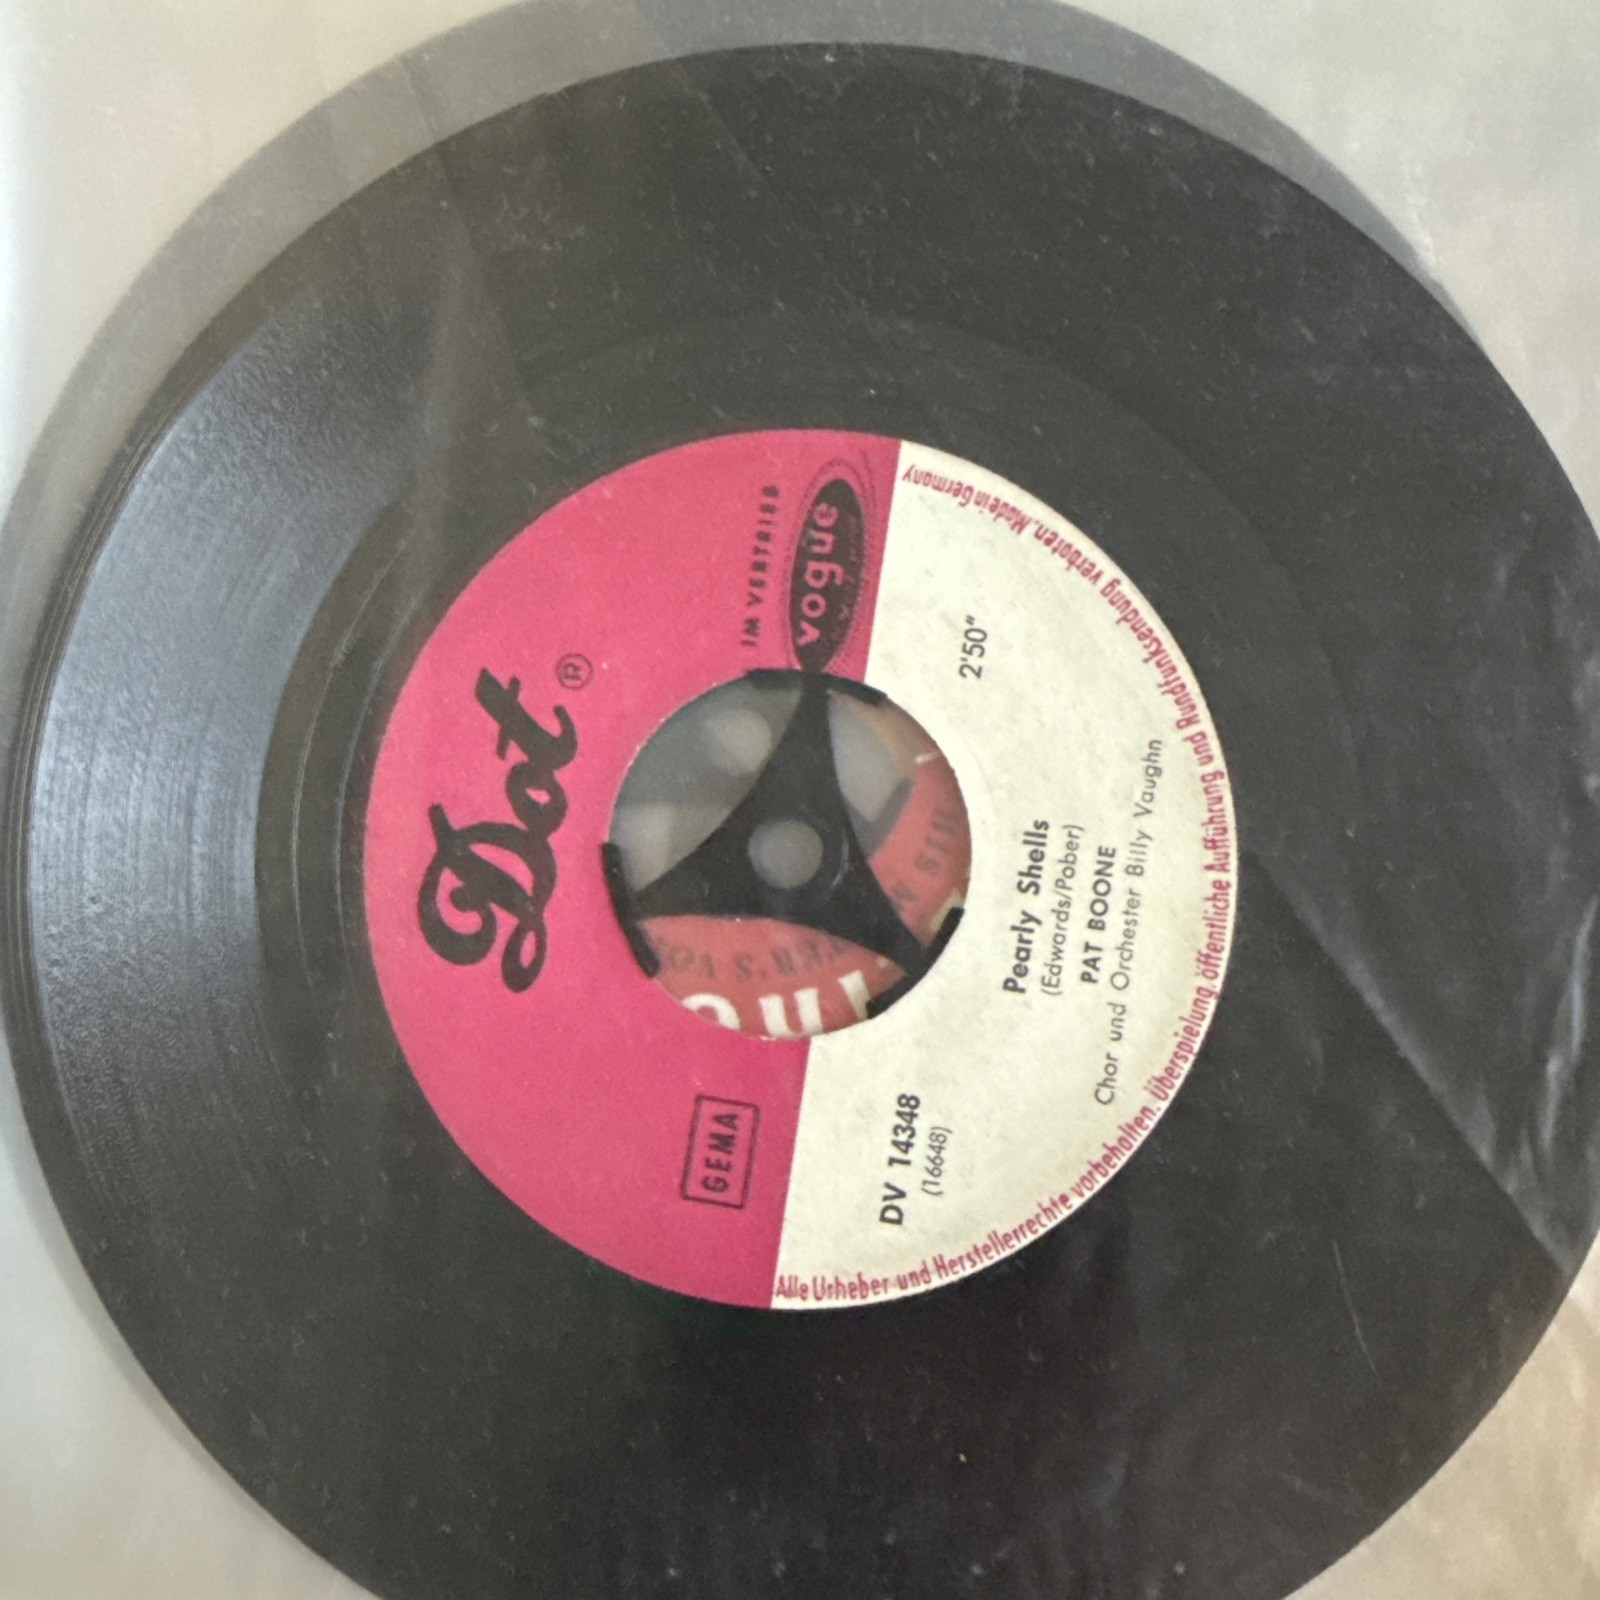 Dot ®
IM VERTRIEB
vogue
GEMA
DV 14348
(16648)
2'50"
Pearly Shells
(Edwards/Pober)
PAT BOONE
Chor und Orchester Billy Vaughn
Alle Urheber und Herstellerrechte vorbehalten. Überspielung, öffentliche Aufführung und Rundfunksendung verboten. Made in Germany